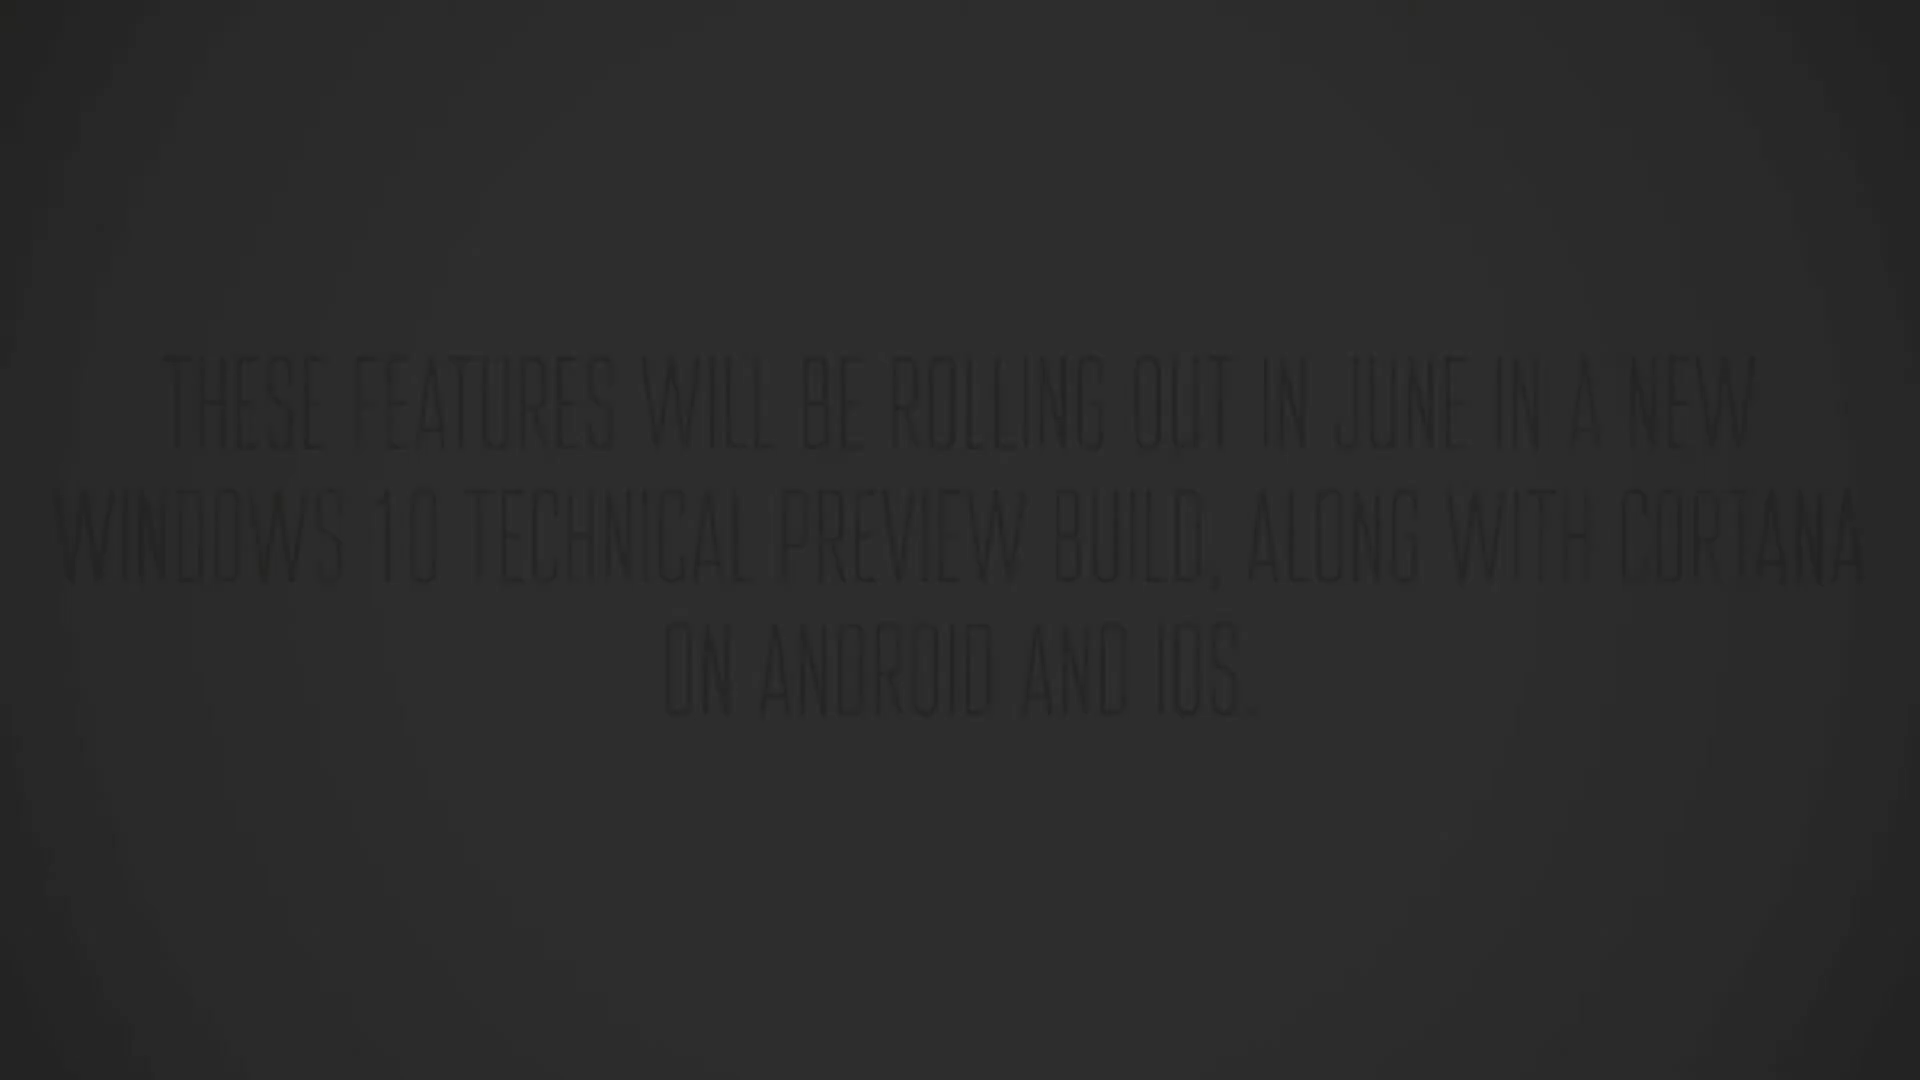 THESE FEATURES WILL BE ROLLING OUT IN JUNE IN A NEW
WINDOWS 10 TECHNICAL PREVIEW BUILD, ALONG WITH CORTANA
ON ANDROID AND IOS.